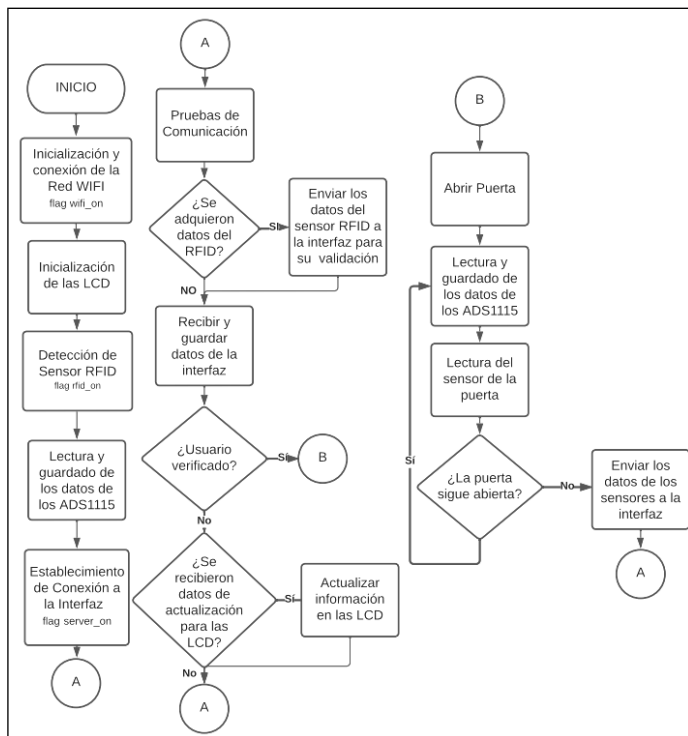 INICIO
Inicialización y
conexión de la
Red WIFI
flag wifi_on
Inicialización
de las LCD
Detección de
Sensor RFID
flag rfid_on
Lectura y
guardado de
los datos de
los ADS1115
Establecimiento
de Conexión a
la Interfaz
flag server_on
A
A
Pruebas de
Comunicación
¿Se
adquieron
datos del
RFID?
SI
Enviar los
datos del
sensor RFID a
la interfaz para
su validación
NO
Recibir y
guardar
datos de la
interfaz
¿Usuario
verificado?
Sí
B
No
¿Se
recibieron
datos de
actualización
para las
LCD?
Sí
Actualizar
información
en las LCD
No
A
B
Abrir Puerta
Lectura y
guardado de
los datos de
los ADS1115
Lectura del
sensor de la
puerta
Sí
¿La puerta
sigue abierta?
No
Enviar los
datos de los
sensores a la
interfaz
A